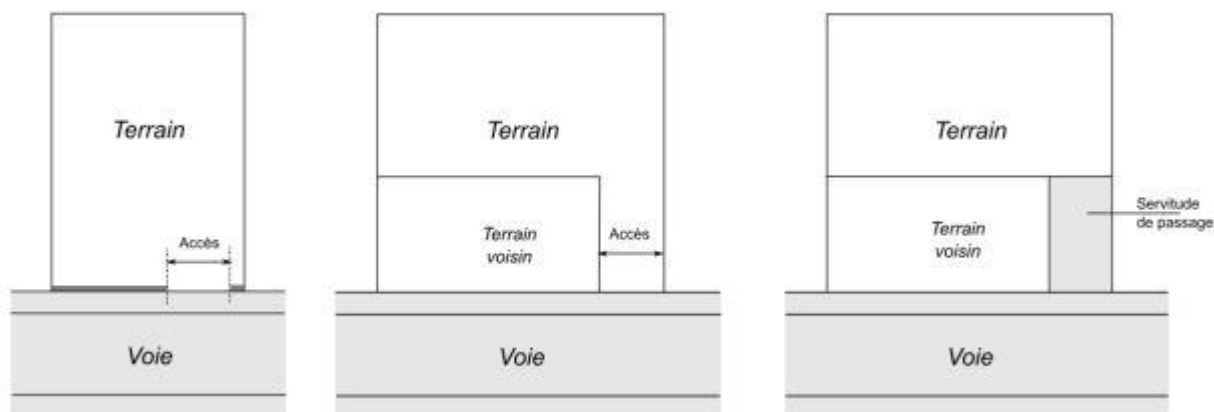 Terrain
Accès
Voie
Terrain
Terrain
voisin
Accès
Voie
Terrain
Terrain
voisin
Servitude
de passage
Voie